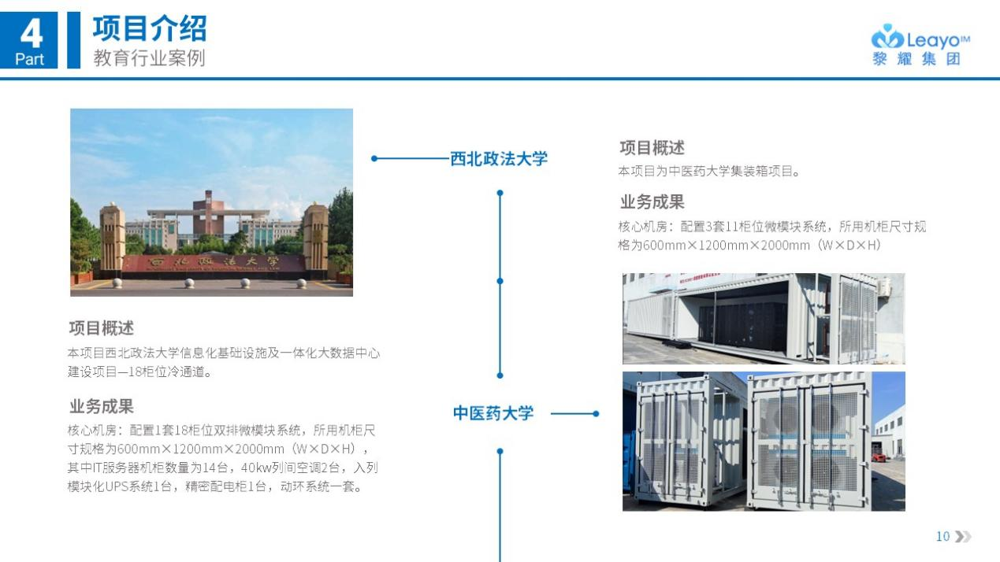 4
Part
项目介绍
教育行业案例
Leayo™
黎耀集团
西北政法大学
西北政法大学
项目概述
本项目西北政法大学信息化基础设施及一体化大数据中心
建设项目—18柜位冷通道。
业务成果
核心机房：配置1套18柜位双排微模块系统，所用机柜尺
寸规格为600mm×1200mm×2000mm（W×D×H），
其中IT服务器机柜数量为14台，40kw列间空调2台，入列
模块化UPS系统1台，精密配电柜1台，动环系统一套。
项目概述
本项目为中医药大学集装箱项目。
业务成果
核心机房：配置3套11柜位微模块系统，所用机柜尺寸规
格为600mm×1200mm×2000mm（W×D×H）
中医药大学
10